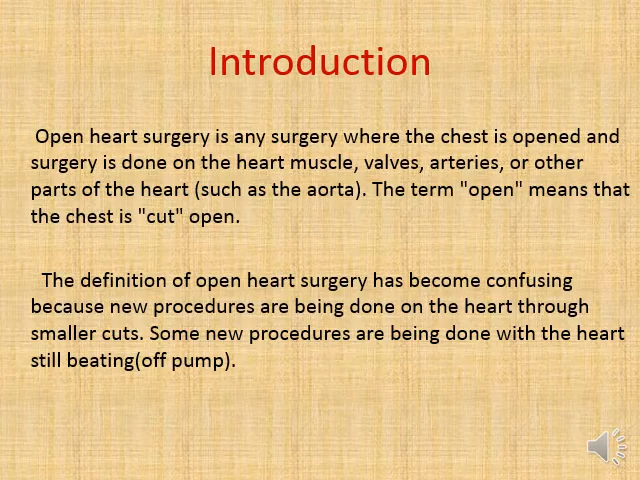 Introduction
Open heart surgery is any surgery where the chest is opened and
surgery is done on the heart muscle, valves, arteries, or other
parts of the heart (such as the aorta). The term "open" means that
the chest is "cut" open.
The definition of open heart surgery has become confusing
because new procedures are being done on the heart through
smaller cuts. Some new procedures are being done with the heart
still beating(off pump).